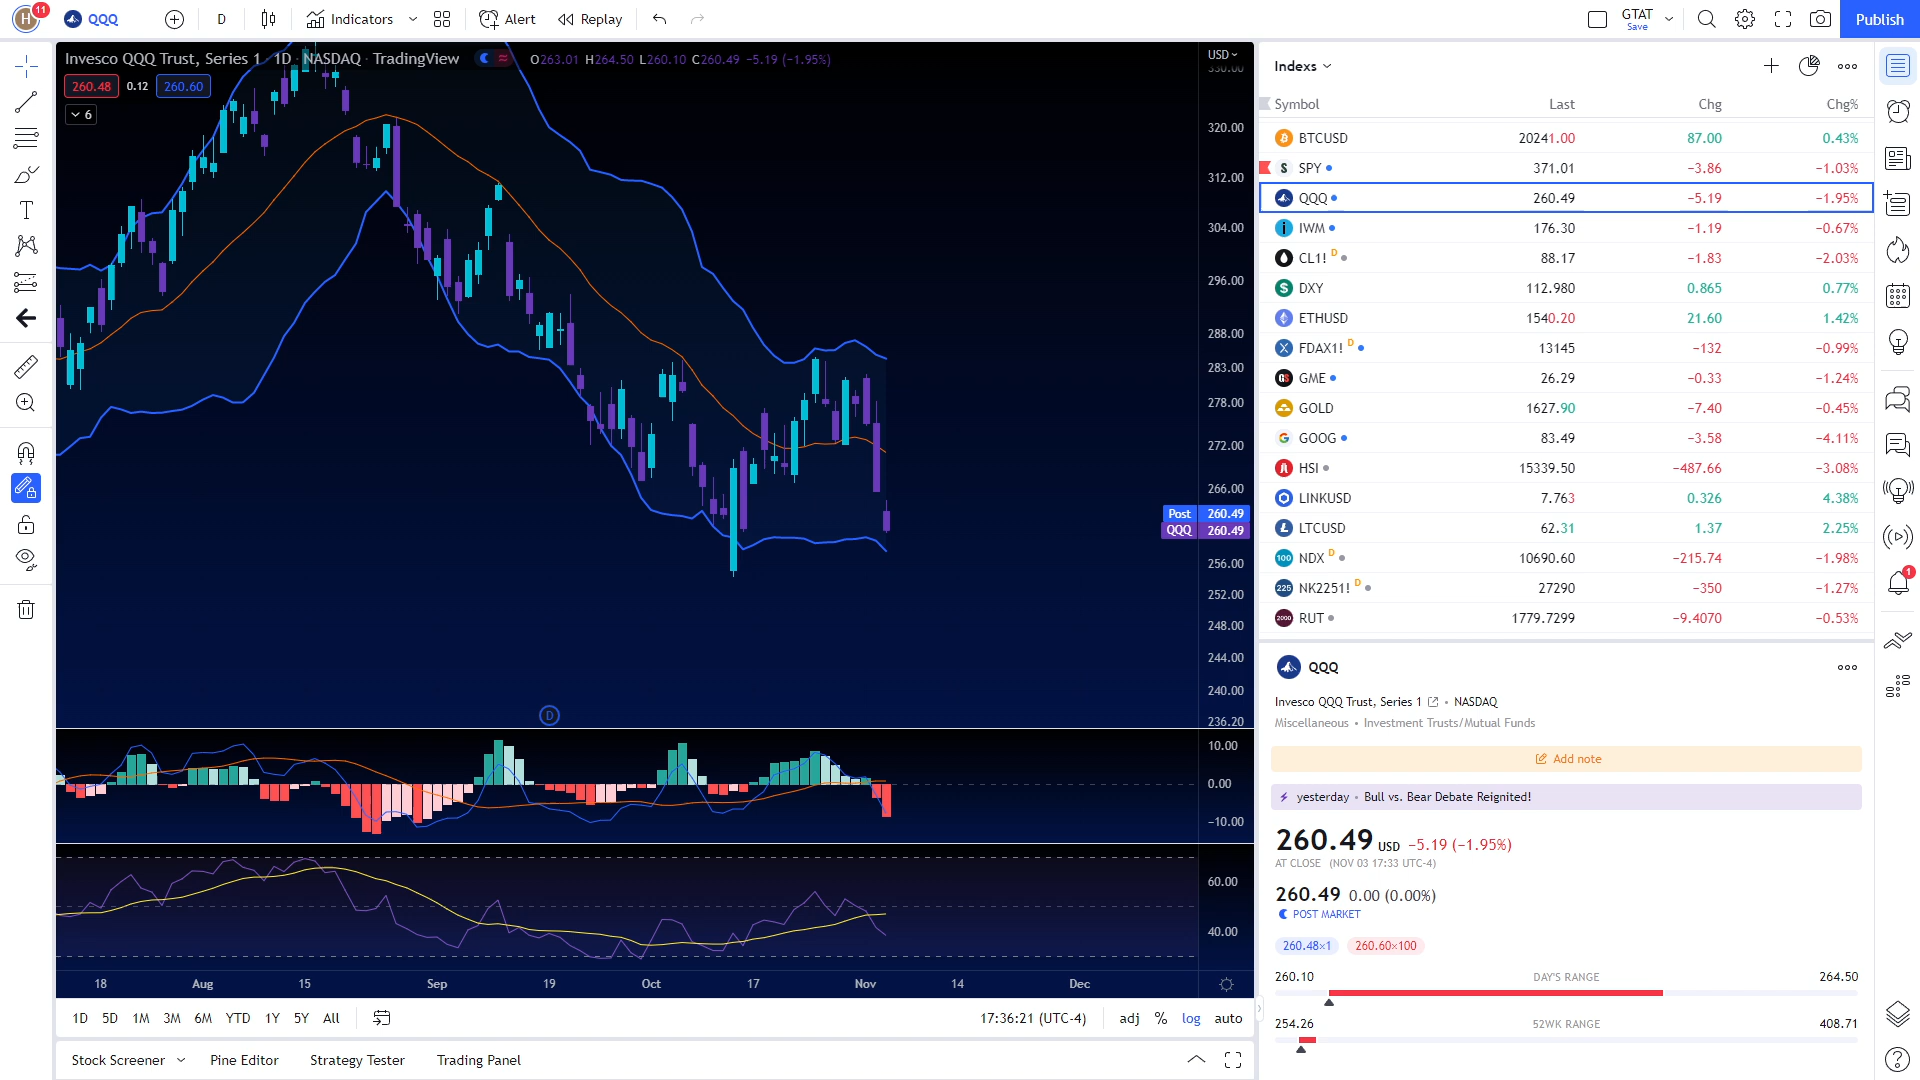 H 11 QQQ D Indicators Alert Replay GTAT Save Publish
Invesco QQQ Trust, Series 1 · 1D · NASDAQ · TradingView O263.01 H264.50 L260.10 C260.49 −5.19 (−1.95%)
260.48 0.12 260.60
6
USD
330.00
320.00
312.00
304.00
296.00
288.00
283.00
278.00
272.00
266.00
Post 260.49
QQQ 260.49
256.00
252.00
248.00
244.00
240.00
236.20
D
10.00
0.00
−10.00
60.00
40.00
18 Aug 15 Sep 19 Oct 17 Nov 14 Dec
1D 5D 1M 3M 6M YTD 1Y 5Y All 17:36:21 (UTC-4) adj % log auto
Stock Screener Pine Editor Strategy Tester Trading Panel
Indexs
Symbol Last Chg Chg%
BTCUSD 20241.00 87.00 0.43%
SPY 371.01 −3.86 −1.03%
QQQ 260.49 −5.19 −1.95%
IWM 176.30 −1.19 −0.67%
CL1! D 88.17 −1.83 −2.03%
DXY 112.980 0.865 0.77%
ETHUSD 1540.20 21.60 1.42%
FDAX1! D 13145 −132 −0.99%
GME 26.29 −0.33 −1.24%
GOLD 1627.90 −7.40 −0.45%
GOOG 83.49 −3.58 −4.11%
HSI 15339.50 −487.66 −3.08%
LINKUSD 7.763 0.326 4.38%
LTCUSD 62.31 1.37 2.25%
100 NDX D 10690.60 −215.74 −1.98%
225 NK2251! D 27290 −350 −1.27%
2000 RUT 1779.7299 −9.4070 −0.53%
QQQ
Invesco QQQ Trust, Series 1 • NASDAQ
Miscellaneous • Investment Trusts/Mutual Funds
Add note
yesterday • Bull vs. Bear Debate Reignited!
260.49 USD −5.19 (−1.95%)
AT CLOSE (NOV 03 17:33 UTC-4)
260.49 0.00 (0.00%)
POST MARKET
260.48×1 260.60×100
260.10 DAY'S RANGE 264.50
254.26 52WK RANGE 408.71
1